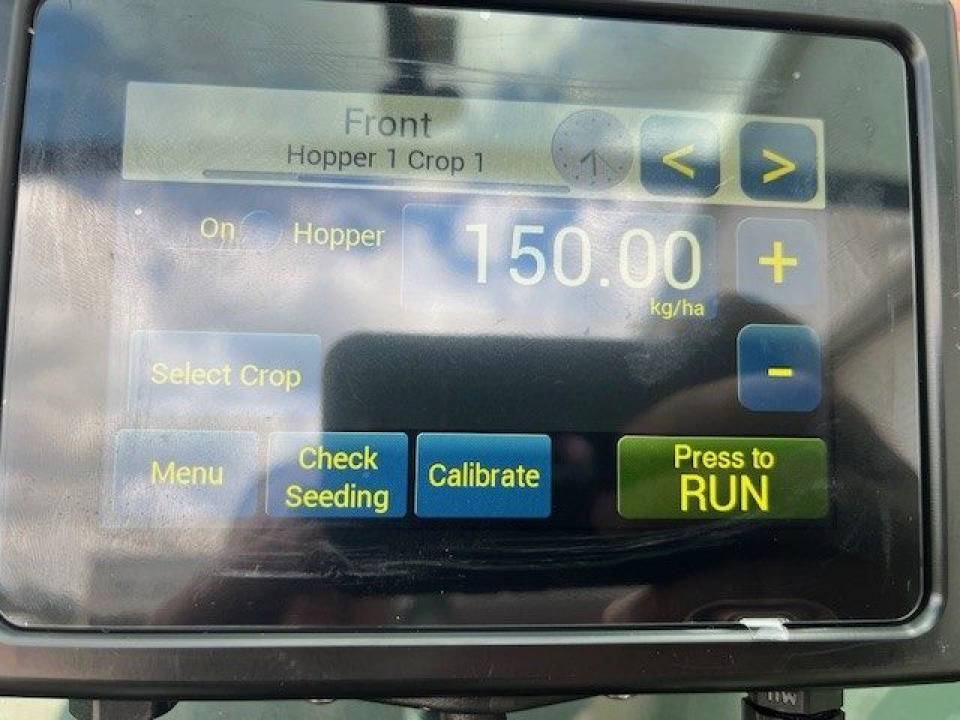 Front
Hopper 1 Crop 1
<
>
On Hopper
150.00
kg/ha
+
Select Crop
-
Menu
Check
Seeding
Calibrate
Press to
RUN